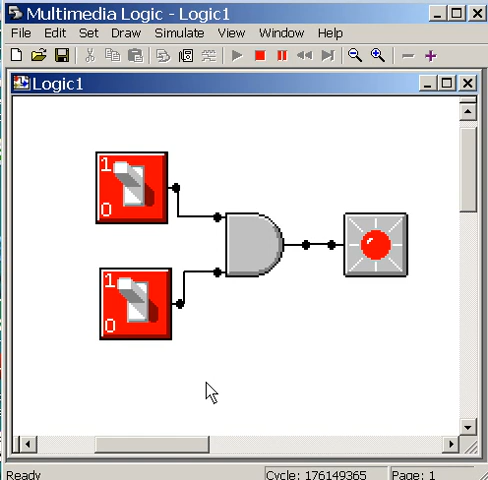 Multimedia Logic - Logic1
File Edit Set Draw Simulate View Window Help
Logic1
1
0
1
0
Ready Cycle: 176149365 Page: 1